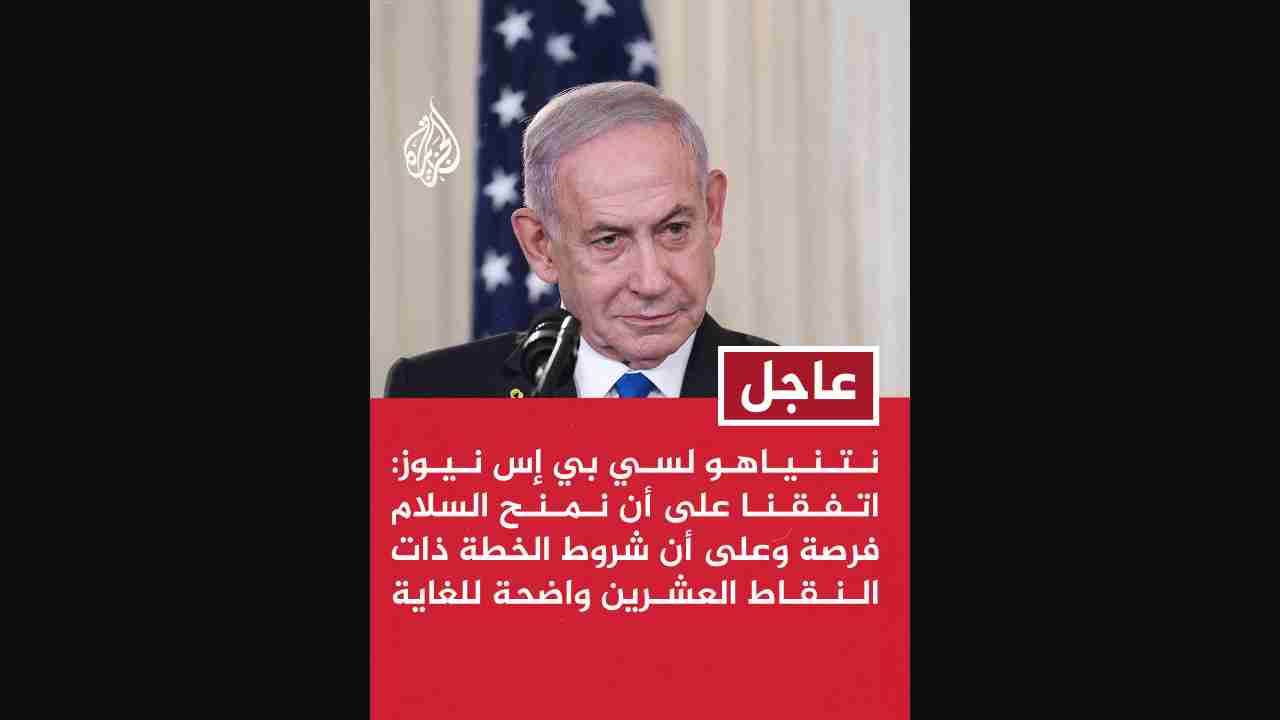 الجزيرة
عاجل
نتنياهو لسي بي إس نيوز:
اتفقنا على أن نمنح السلام
فرصة وعلى أن شروط الخطة ذات
النقاط العشرين واضحة للغاية